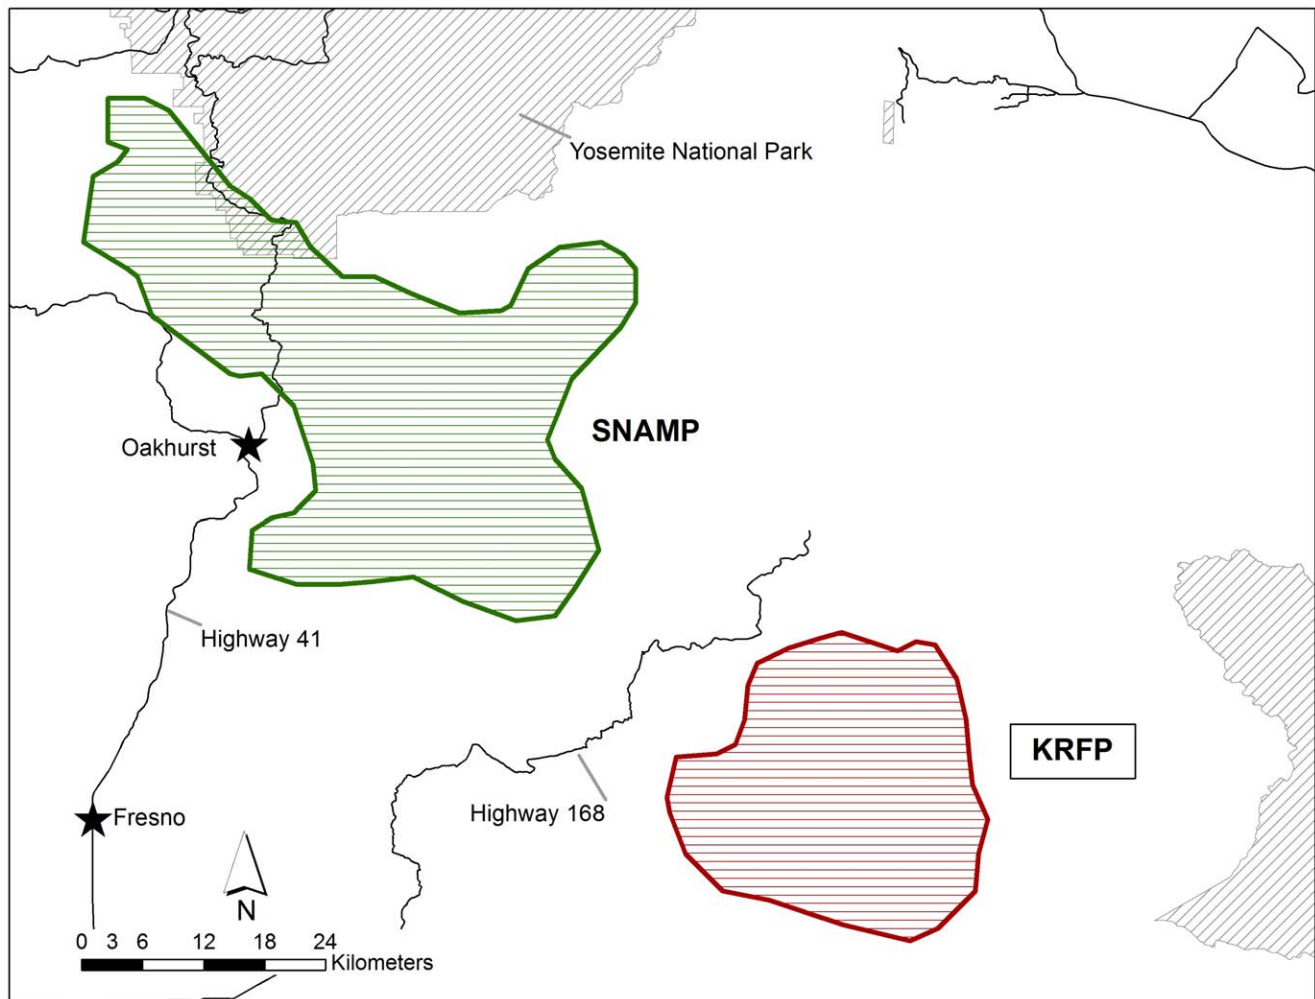 Yosemite National Park
SNAMP
Oakhurst
Highway 41
KRFP
Highway 168
Fresno
N
0 3 6 12 18 24
Kilometers